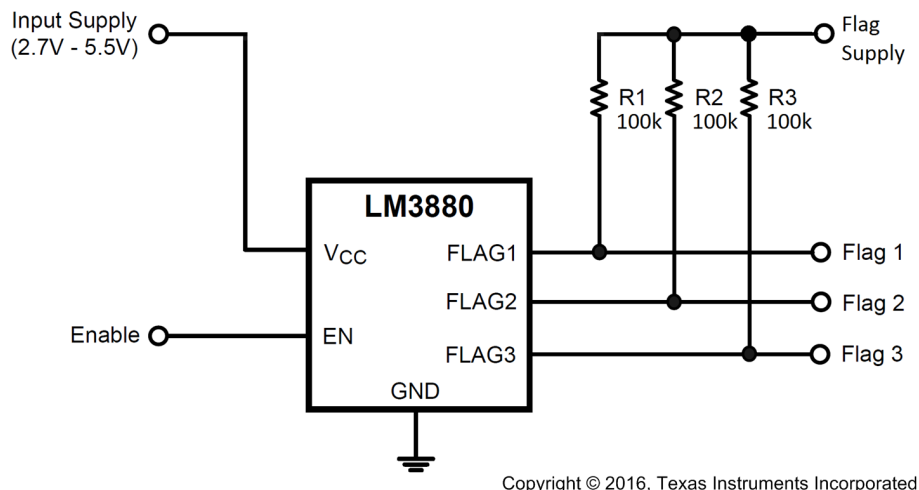 Input Supply
(2.7V - 5.5V)
Flag
Supply
R1
100k
R2
100k
R3
100k
LM3880
VCC
FLAG1
Flag 1
FLAG2
Flag 2
Enable
EN
FLAG3
Flag 3
GND
Copyright © 2016, Texas Instruments Incorporated